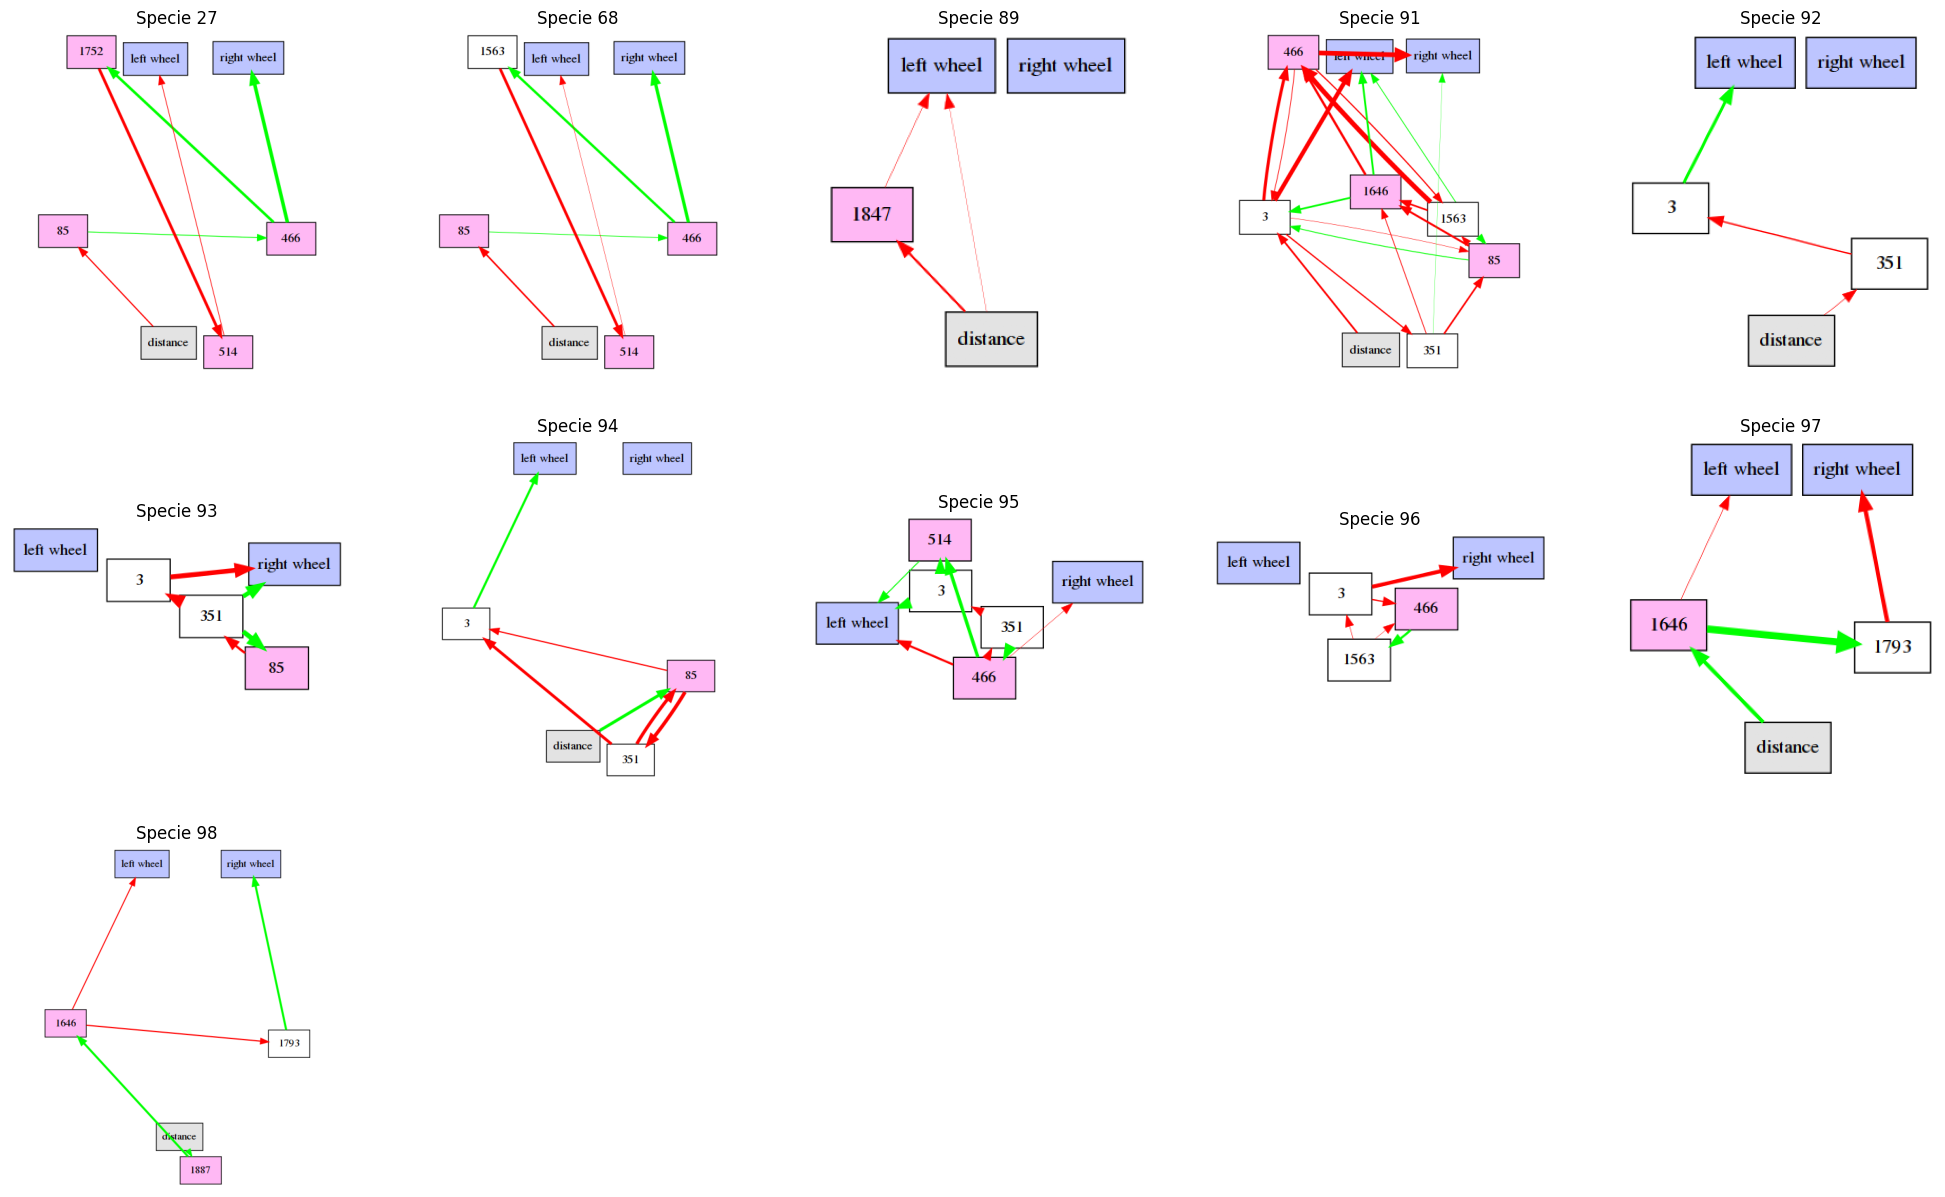 Specie 27
1752
left wheel
right wheel
85
466
distance
514
Specie 68
1563
left wheel
right wheel
85
466
distance
514
Specie 89
left wheel
right wheel
1847
distance
Specie 91
466
left wheel
right wheel
1646
3
1563
85
distance
351
Specie 92
left wheel
right wheel
3
351
distance
Specie 93
left wheel
right wheel
3
351
85
Specie 94
left wheel
right wheel
3
85
distance
351
Specie 95
514
3
right wheel
left wheel
351
466
Specie 96
left wheel
right wheel
3
466
1563
Specie 97
left wheel
right wheel
1646
1793
distance
Specie 98
left wheel
right wheel
1646
1793
distance
1887